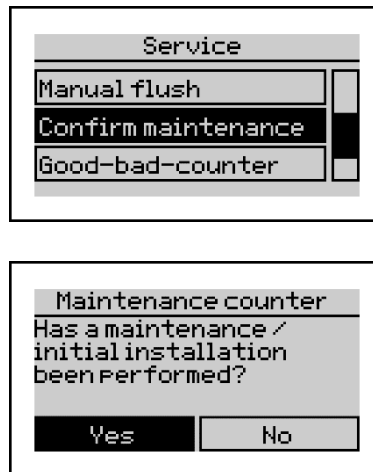 Service
Manual flush
Confirm maintenance
Good-bad-counter
Maintenance counter
Has a maintenance /
initial installation
been performed?
Yes No